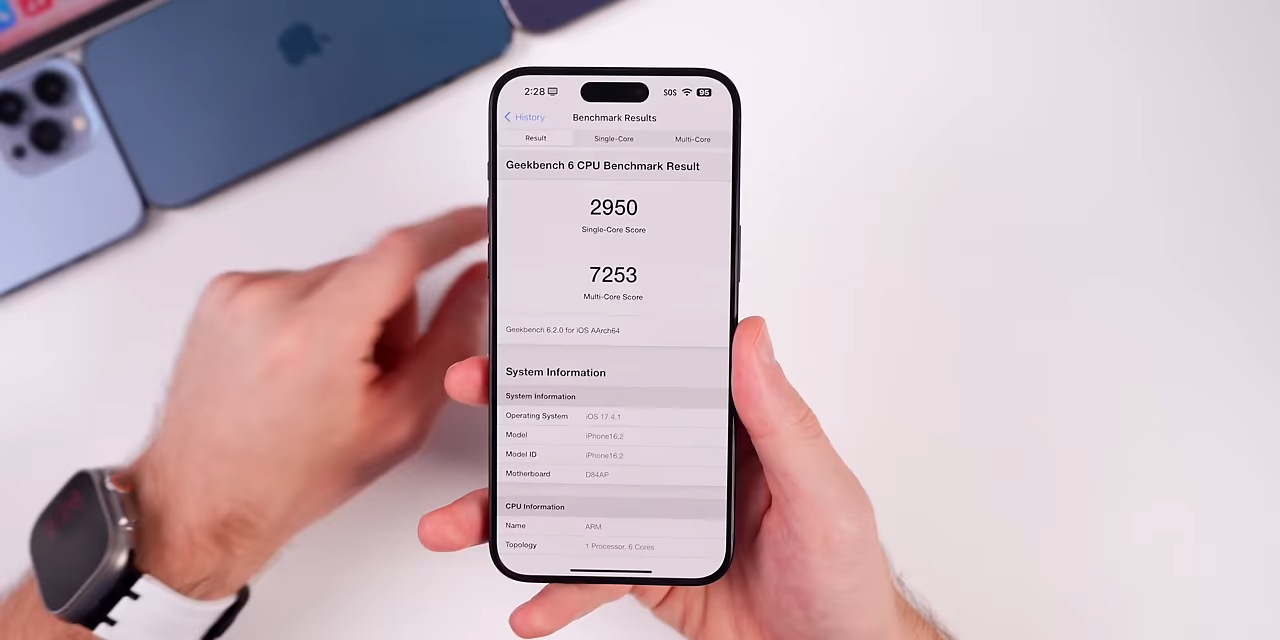 2:28 SOS 95
History Benchmark Results
Result Single-Core Multi-Core
Geekbench 6 CPU Benchmark Result
2950
Single-Core Score
7253
Multi-Core Score
Geekbench 6.2.0 for iOS AArch64
System Information
System Information
Operating System iOS 17.4.1
Model iPhone16,2
Model ID iPhone16,2
Motherboard D84AP
CPU Information
Name ARM
Topology 1 Processor, 6 Cores